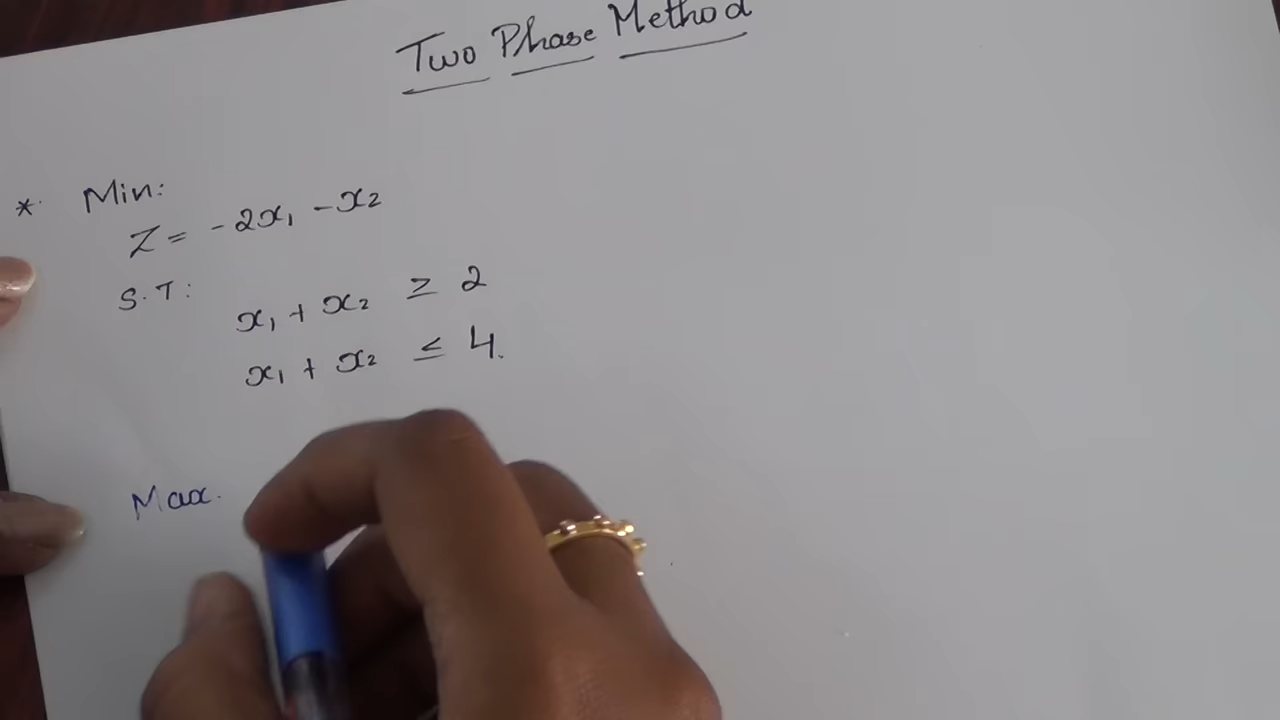 Two Phase Method
* Min:
Z = -2x₁ - x₂
S.T:
x₁ + x₂ ≥ 2
x₁ + x₂ ≤ 4.
Max.